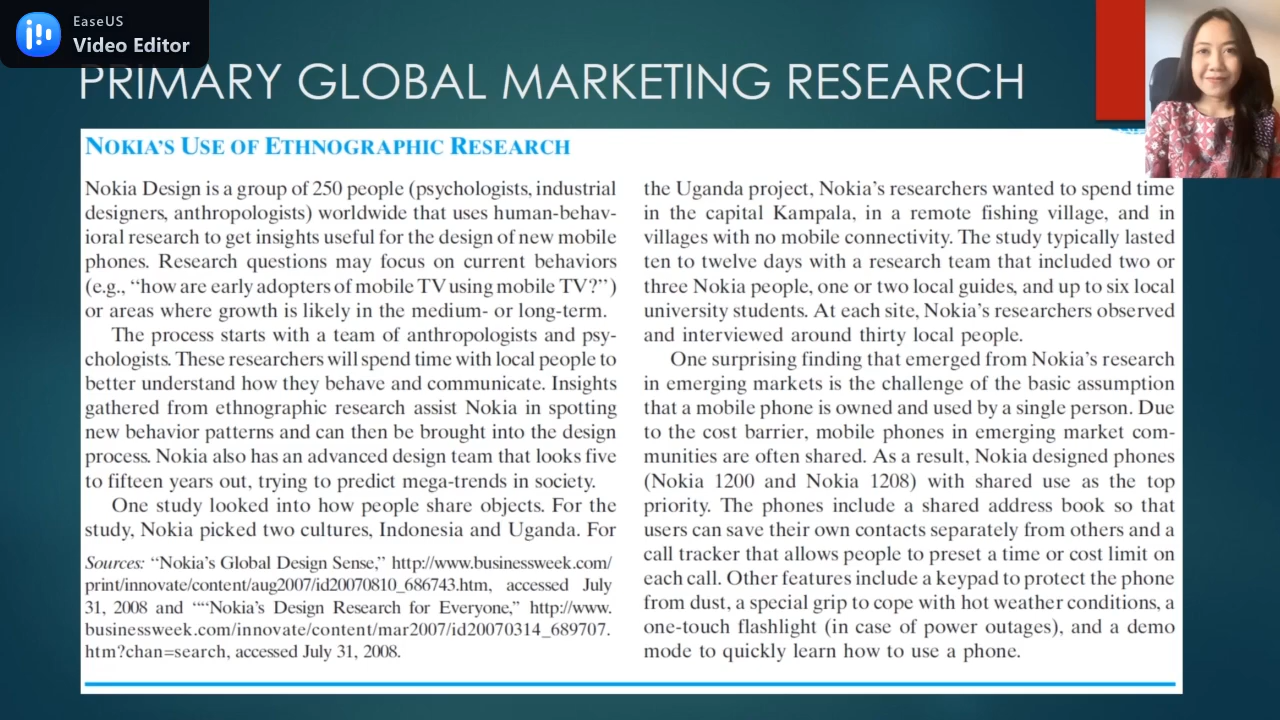 EaseUS
Video Editor
PRIMARY GLOBAL MARKETING RESEARCH
NOKIA'S USE OF ETHNOGRAPHIC RESEARCH
Nokia Design is a group of 250 people (psychologists, industrial
designers, anthropologists) worldwide that uses human-behav-
ioral research to get insights useful for the design of new mobile
phones. Research questions may focus on current behaviors
(e.g., ‘‘how are early adopters of mobile TV using mobile TV?’’)
or areas where growth is likely in the medium- or long-term.
The process starts with a team of anthropologists and psy-
chologists. These researchers will spend time with local people to
better understand how they behave and communicate. Insights
gathered from ethnographic research assist Nokia in spotting
new behavior patterns and can then be brought into the design
process. Nokia also has an advanced design team that looks five
to fifteen years out, trying to predict mega-trends in society.
One study looked into how people share objects. For the
study, Nokia picked two cultures, Indonesia and Uganda. For
Sources: “Nokia’s Global Design Sense,” http://www.businessweek.com/
print/innovate/content/aug2007/id20070810_686743.htm, accessed July
31, 2008 and “““Nokia’s Design Research for Everyone,” http://www.
businessweek.com/innovate/content/mar2007/id20070314_689707.
htm?chan=search, accessed July 31, 2008.
the Uganda project, Nokia’s researchers wanted to spend time
in the capital Kampala, in a remote fishing village, and in
villages with no mobile connectivity. The study typically lasted
ten to twelve days with a research team that included two or
three Nokia people, one or two local guides, and up to six local
university students. At each site, Nokia’s researchers observed
and interviewed around thirty local people.
One surprising finding that emerged from Nokia’s research
in emerging markets is the challenge of the basic assumption
that a mobile phone is owned and used by a single person. Due
to the cost barrier, mobile phones in emerging market com-
munities are often shared. As a result, Nokia designed phones
(Nokia 1200 and Nokia 1208) with shared use as the top
priority. The phones include a shared address book so that
users can save their own contacts separately from others and a
call tracker that allows people to preset a time or cost limit on
each call. Other features include a keypad to protect the phone
from dust, a special grip to cope with hot weather conditions, a
one-touch flashlight (in case of power outages), and a demo
mode to quickly learn how to use a phone.